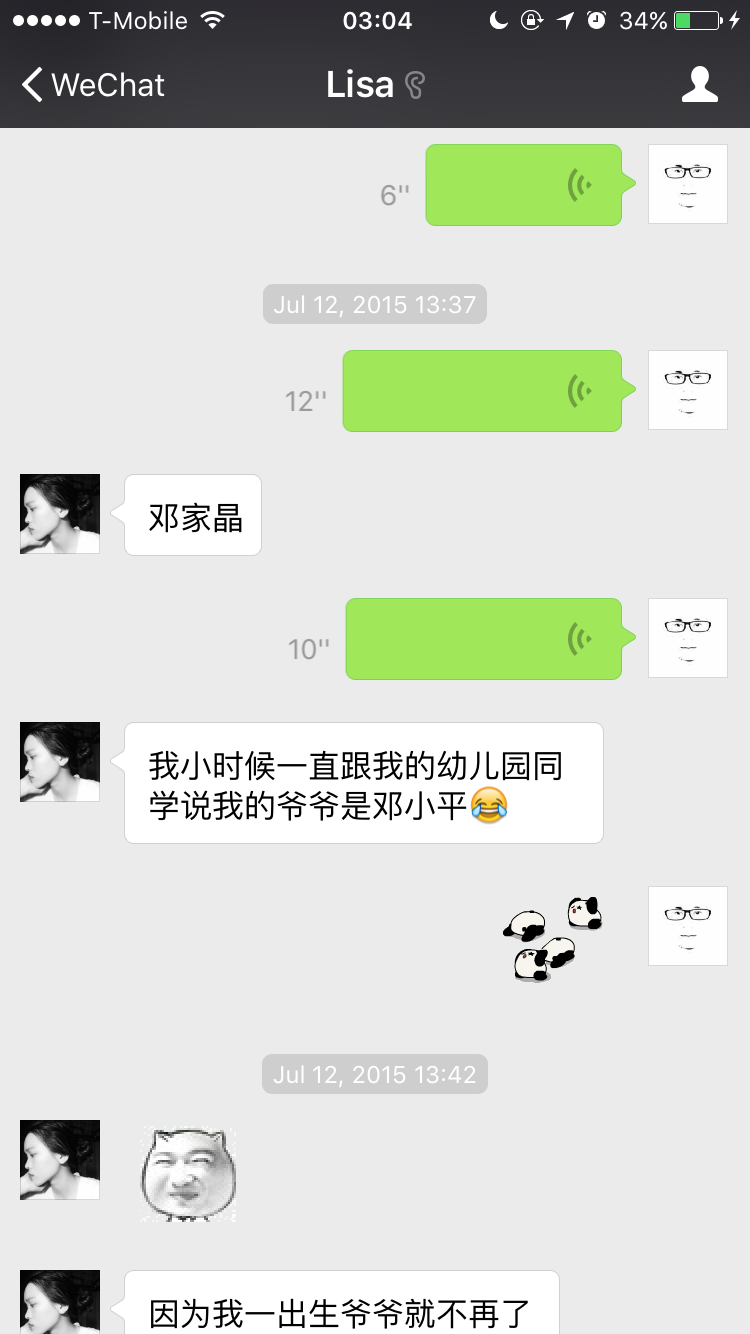 T-Mobile 03:04 34%
WeChat Lisa
6''
Jul 12, 2015 13:37
12''
邓家晶
10''
我小时候一直跟我的幼儿园同
学说我的爷爷是邓小平😂
Jul 12, 2015 13:42
因为我一出生爷爷就不再了